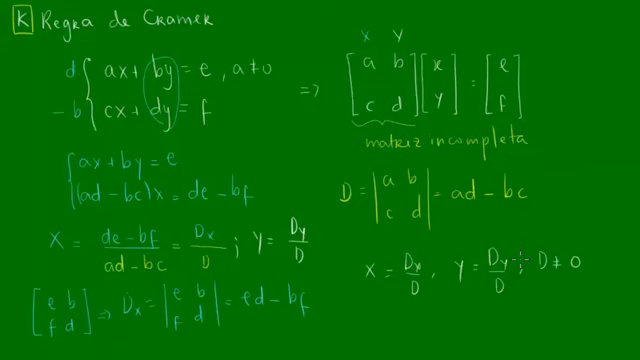 K Regra de Cramer
d { ax + by = e , a ≠ 0
-b { cx + dy = f
{ ax + by = e
(ad - bc)x = de - bf
x = (de - bf)/(ad - bc) = Dx/D ; y = Dy/D
[e b; f d] => Dx = |e b; f d| = ed - bf
x y
=> [a b; c d] [x; y] = [e; f]
matriz incompleta
D = |a b; c d| = ad - bc
x = Dx/D , y = Dy/D ; D ≠ 0